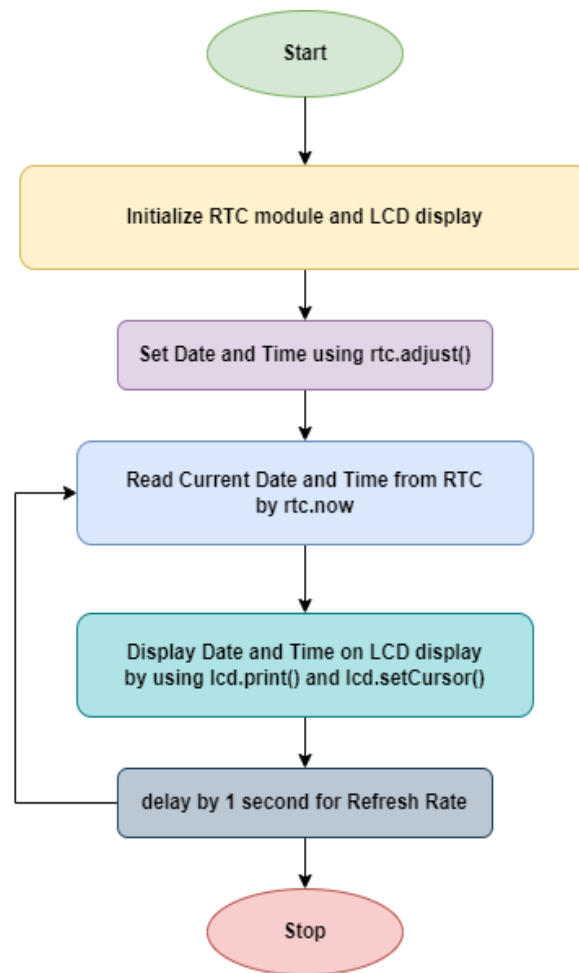 Start
Initialize RTC module and LCD display
Set Date and Time using rtc.adjust()
Read Current Date and Time from RTC
by rtc.now
Display Date and Time on LCD display
by using lcd.print() and lcd.setCursor()
delay by 1 second for Refresh Rate
Stop